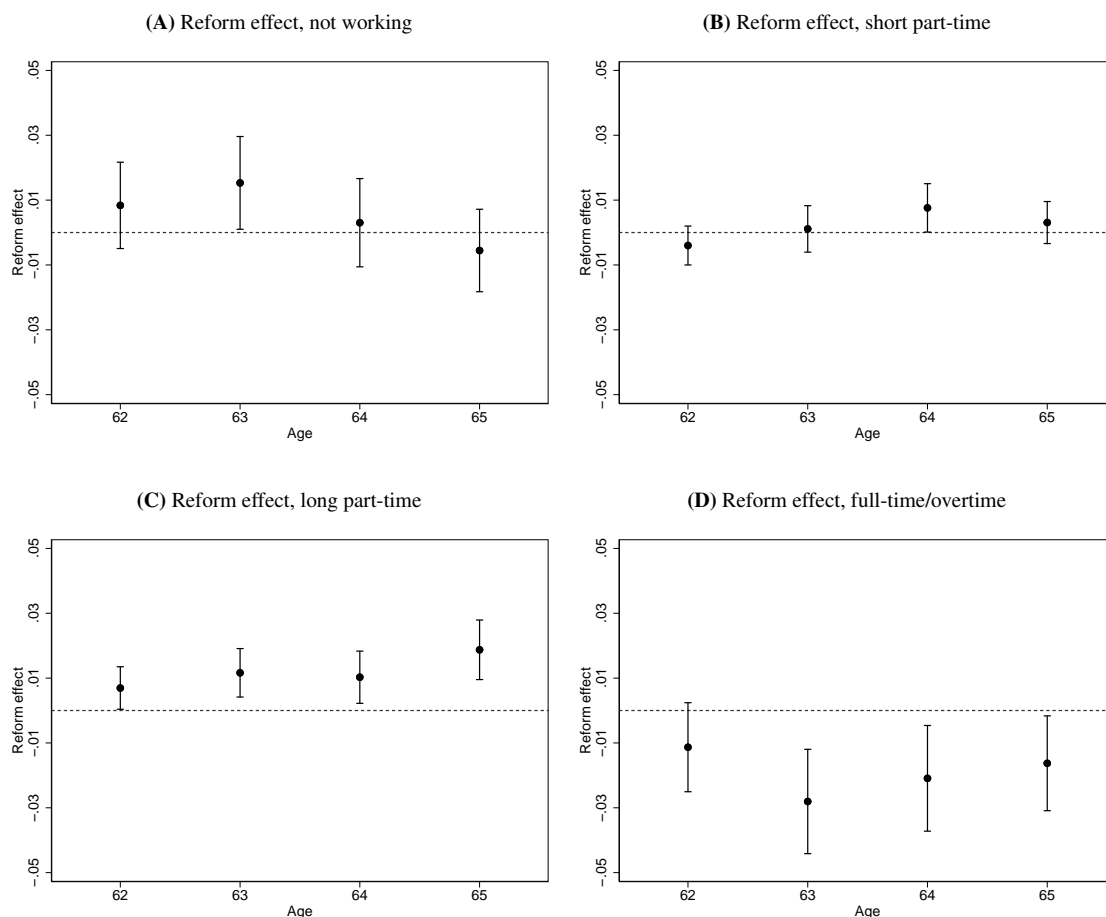 (A) Reform effect, not working
.05
.03
.01
-.01
-.03
-.05
Reform effect
62 63 64 65
Age
(B) Reform effect, short part-time
.05
.03
.01
-.01
-.03
-.05
Reform effect
62 63 64 65
Age
(C) Reform effect, long part-time
.05
.03
.01
-.01
-.03
-.05
Reform effect
62 63 64 65
Age
(D) Reform effect, full-time/overtime
.05
.03
.01
-.01
-.03
-.05
Reform effect
62 63 64 65
Age